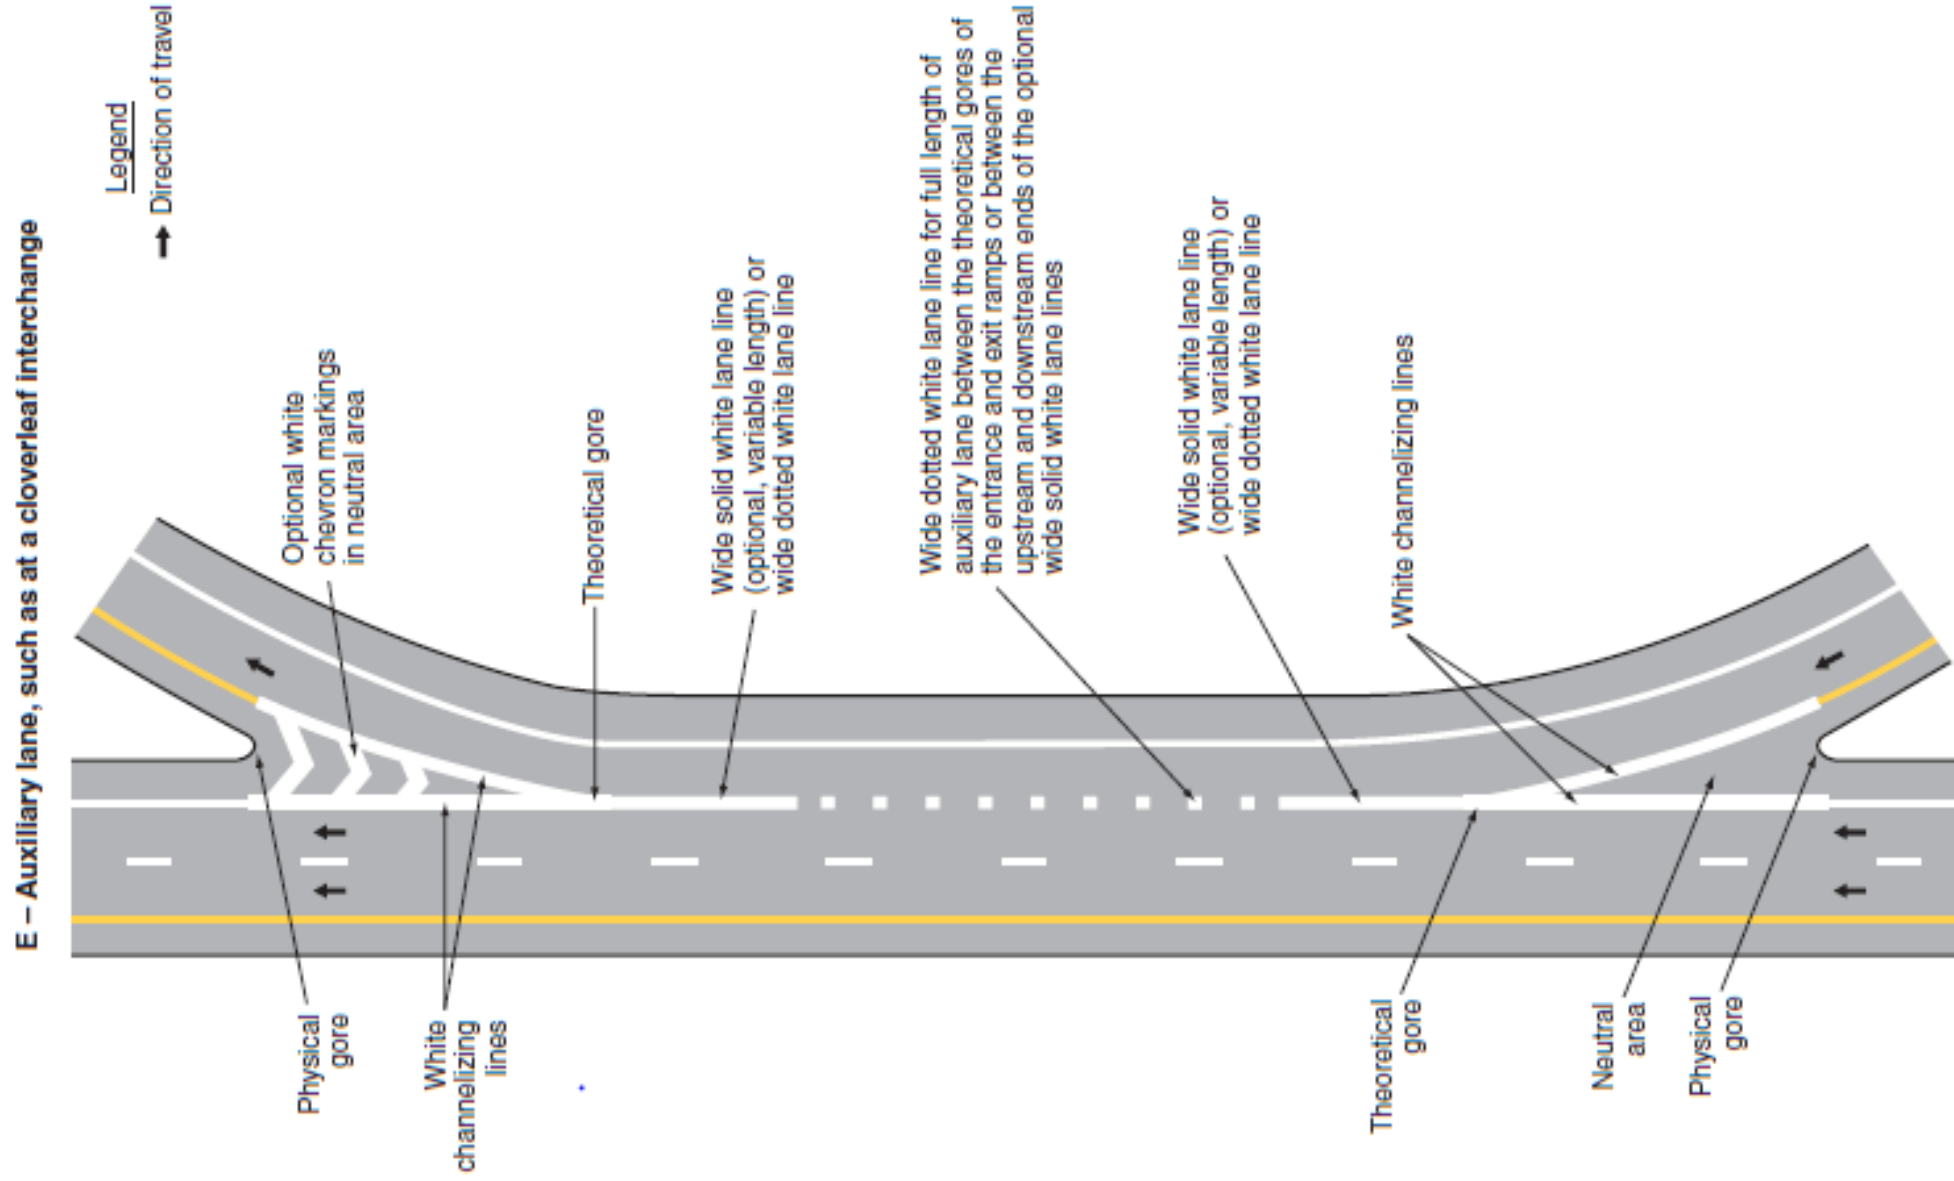 E – Auxiliary lane, such as at a cloverleaf interchange
Legend
Direction of travel
Optional white
chevron markings
in neutral area
Theoretical gore
Wide solid white lane line
(optional, variable length) or
wide dotted white lane line
Wide dotted white lane line for full length of
auxiliary lane between the theoretical gores of
the entrance and exit ramps or between the
upstream and downstream ends of the optional
wide solid white lane lines
Wide solid white lane line
(optional, variable length) or
wide dotted white lane line
White channelizing lines
Physical
gore
White
channelizing
lines
Theoretical
gore
Neutral
area
Physical
gore